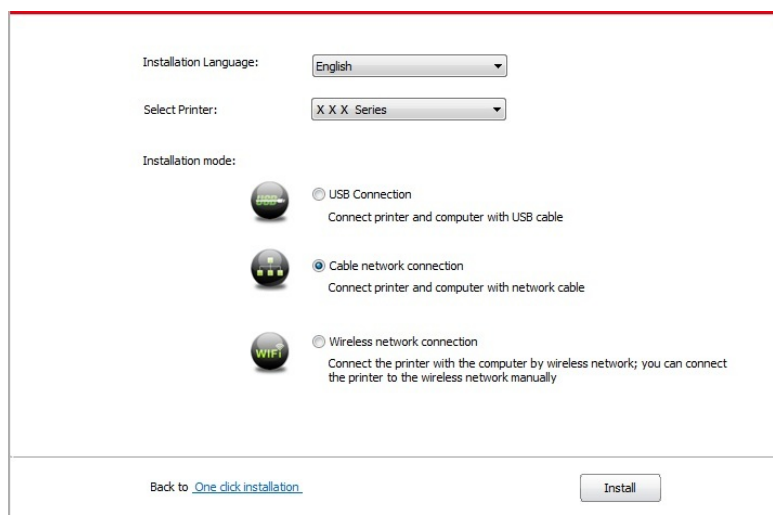 Installation Language:
English
Select Printer:
X X X Series
Installation mode:
USB
USB Connection
Connect printer and computer with USB cable
Cable network connection
Connect printer and computer with network cable
WiFi
Wireless network connection
Connect the printer with the computer by wireless network; you can connect
the printer to the wireless network manually
Back to One click installation
Install